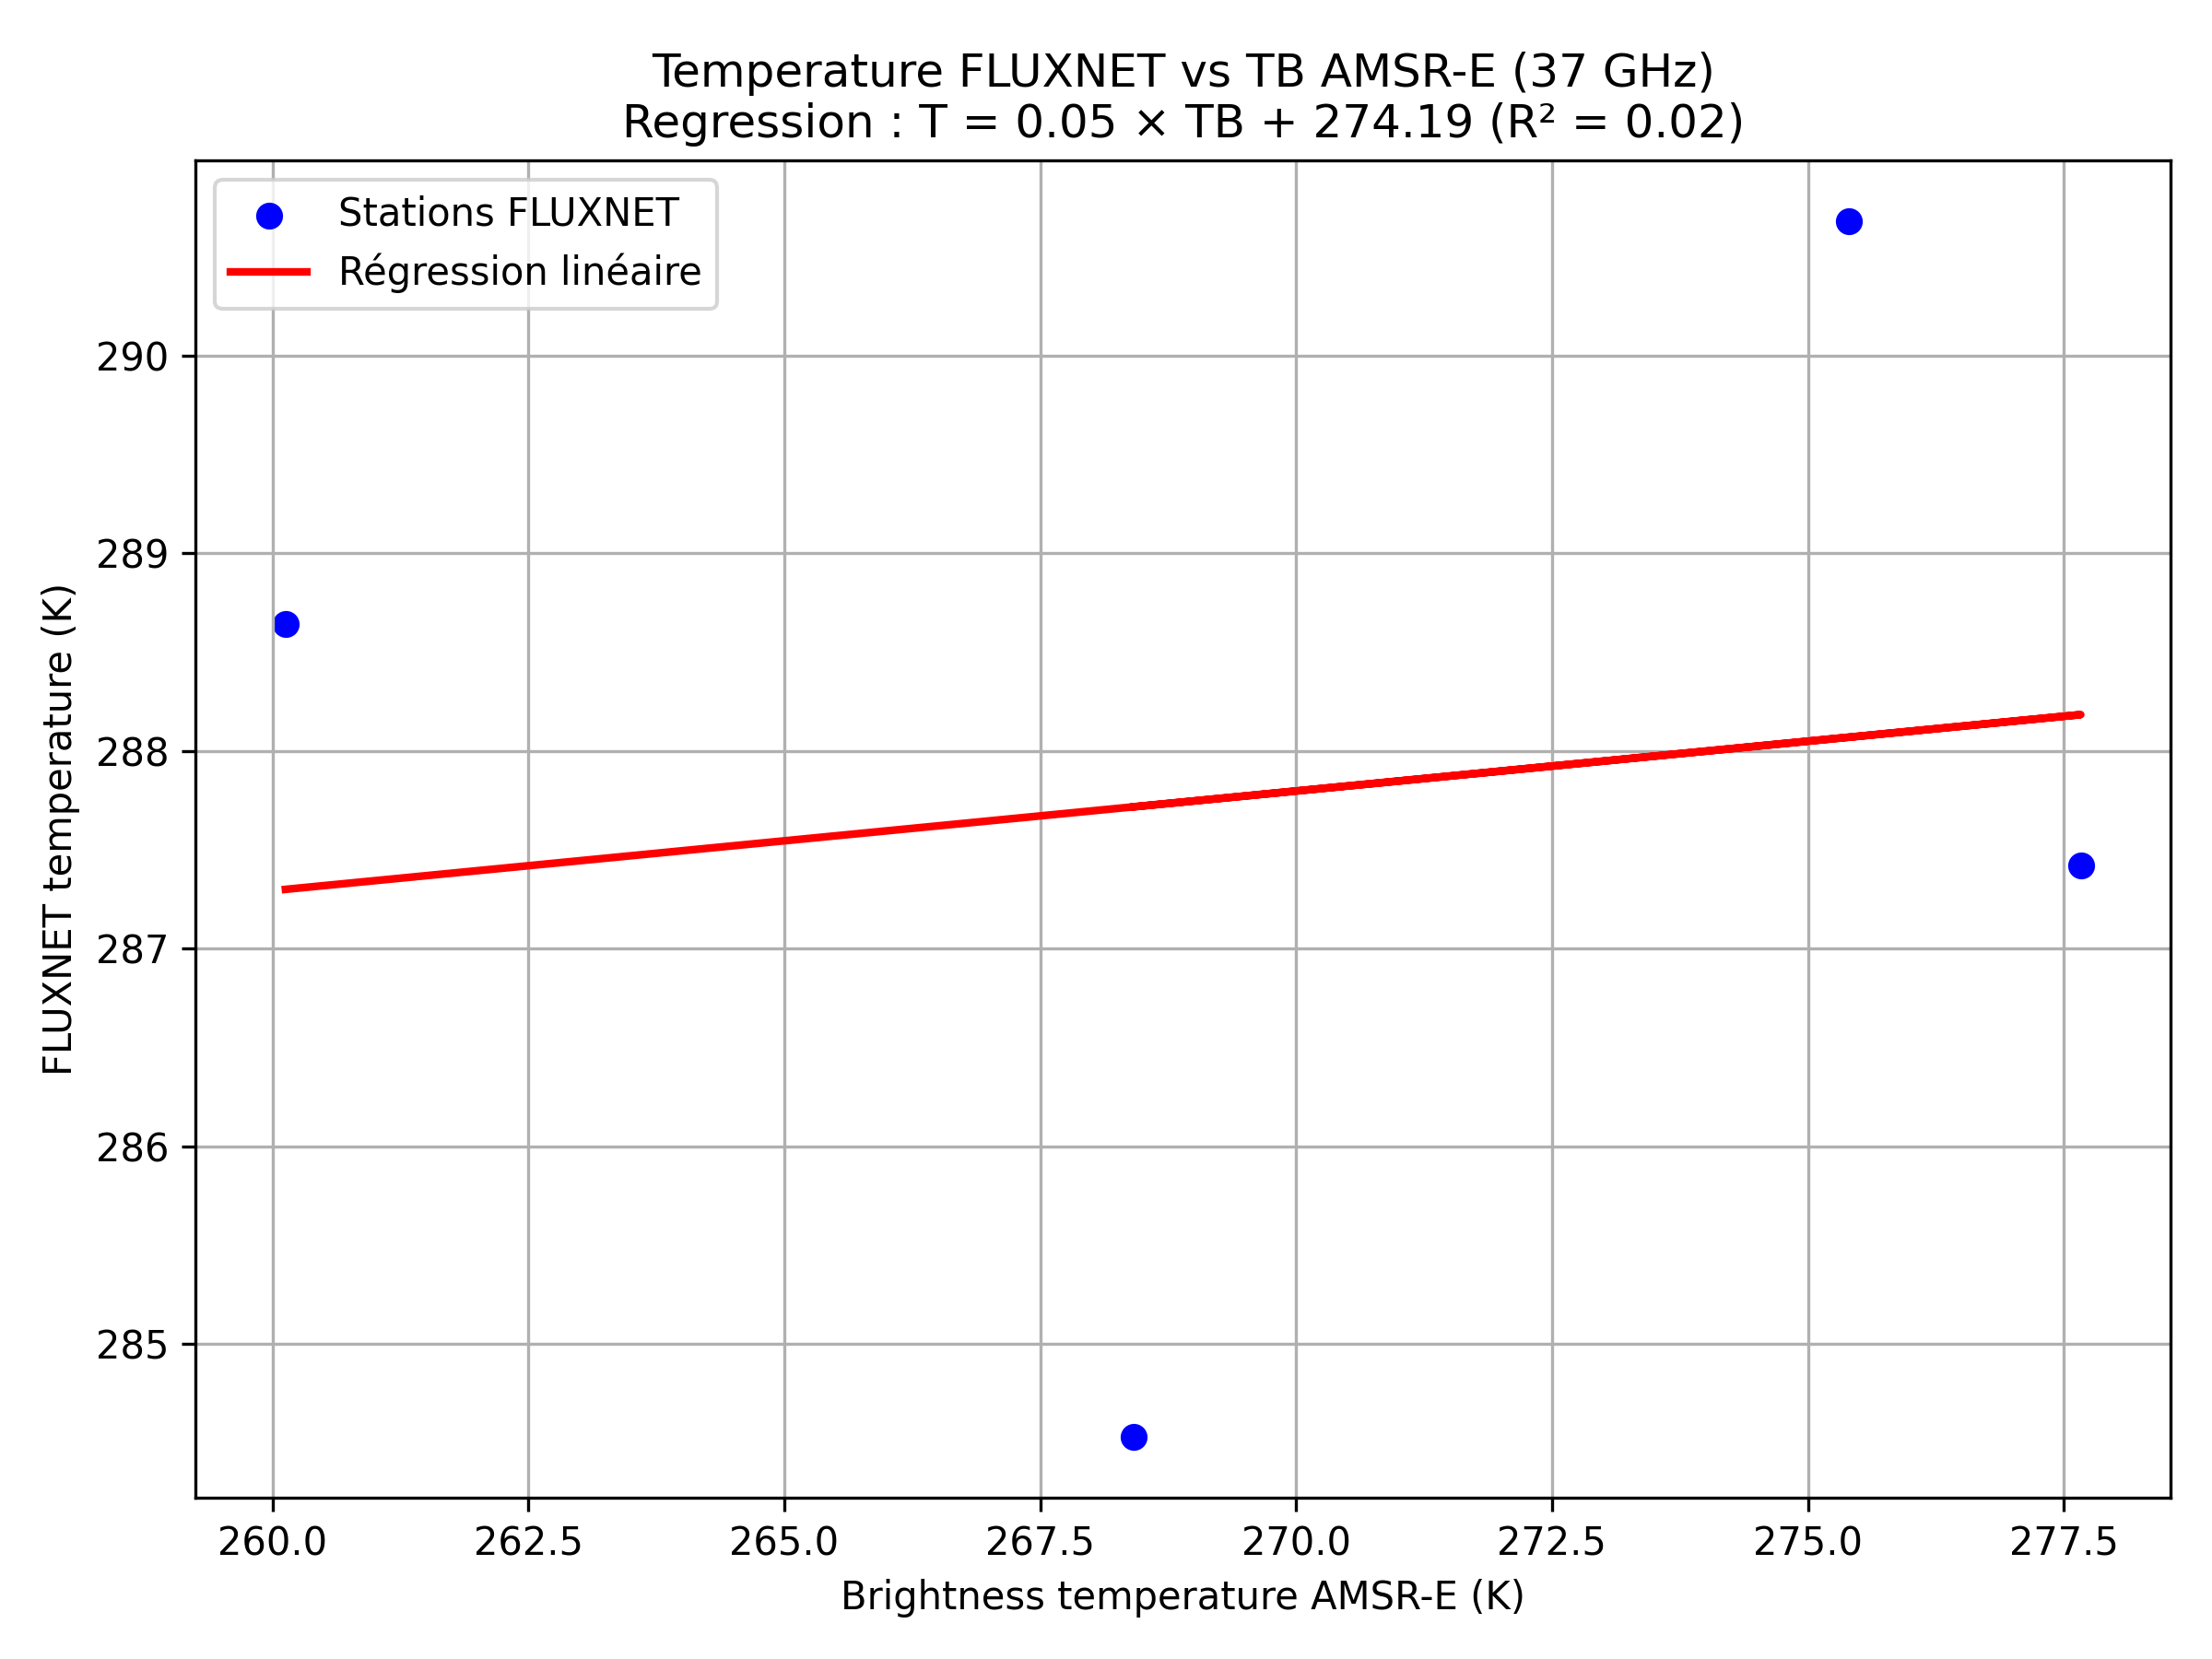 Temperature FLUXNET vs TB AMSR-E (37 GHz)
Regression : T = 0.05 × TB + 274.19 (R² = 0.02)
Stations FLUXNET
Régression linéaire
290
289
288
287
286
285
FLUXNET temperature (K)
260.0 262.5 265.0 267.5 270.0 272.5 275.0 277.5
Brightness temperature AMSR-E (K)